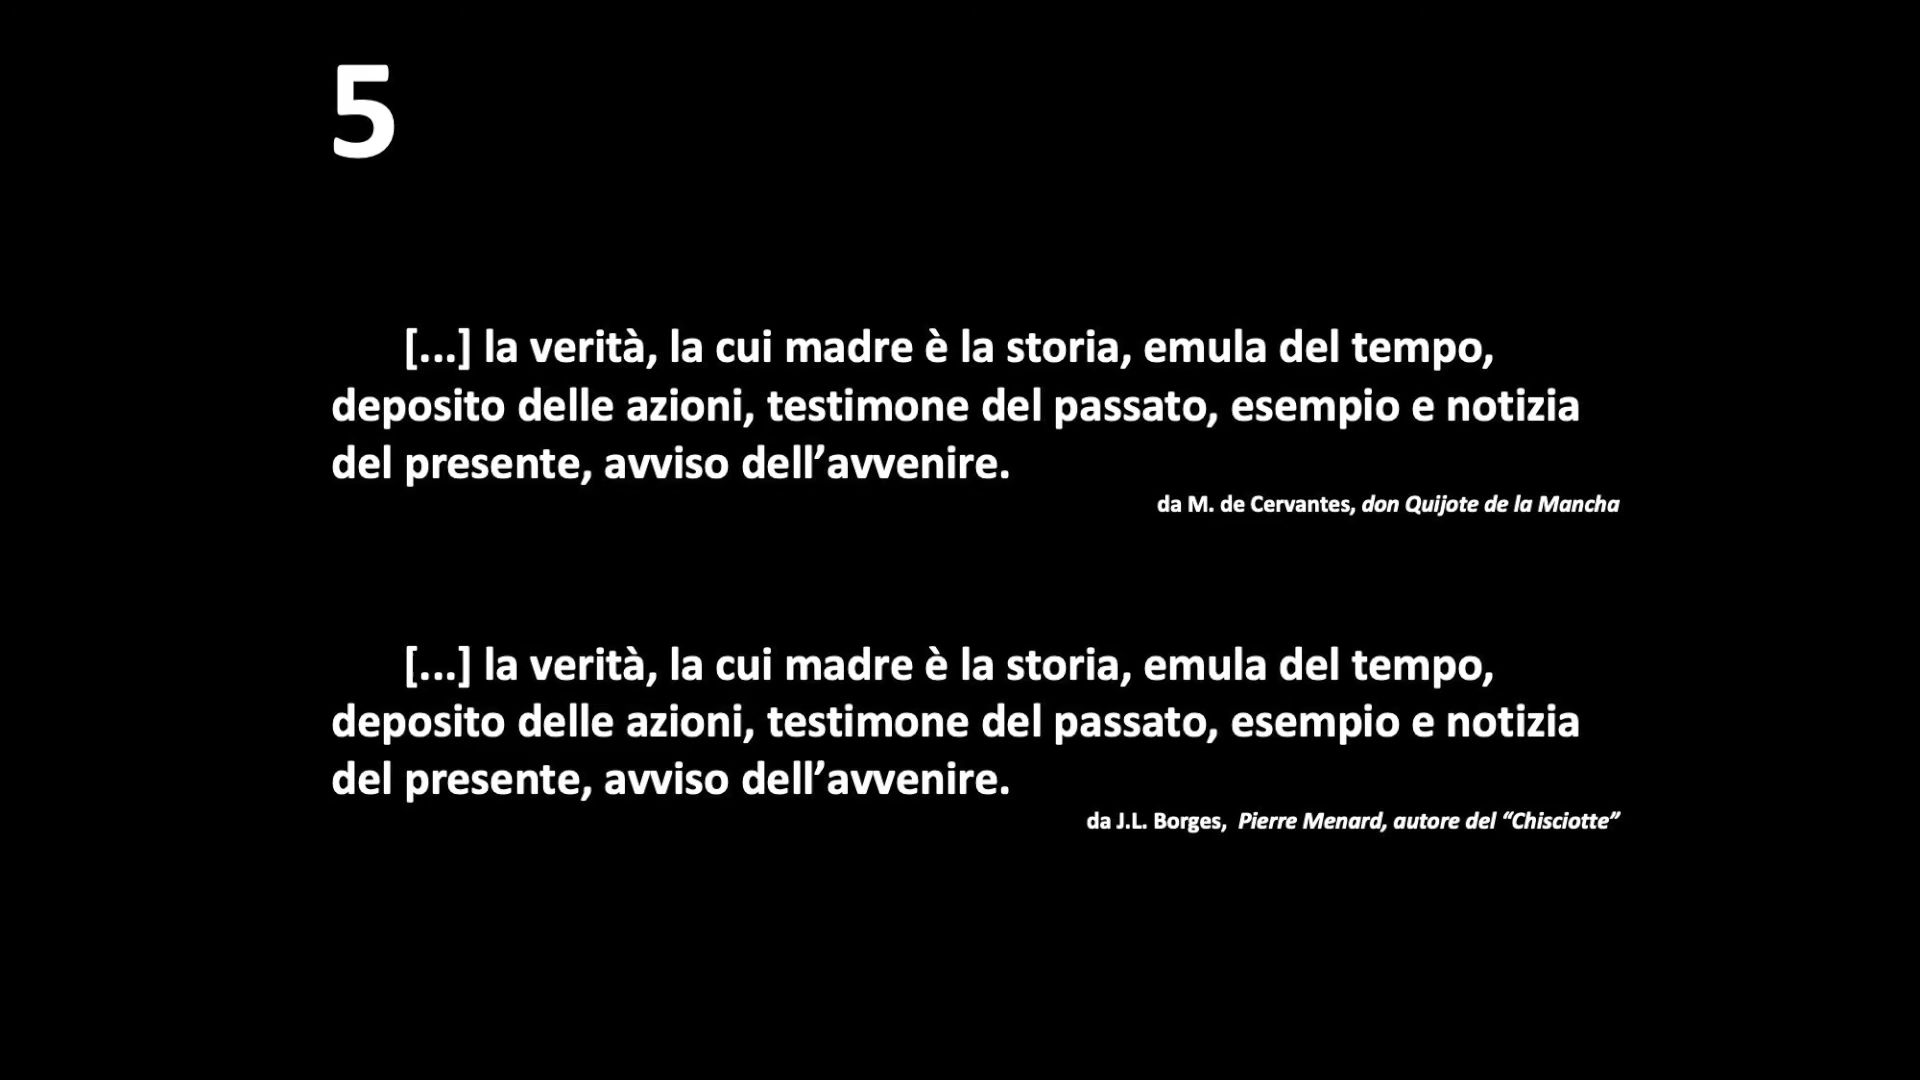 5
[...] la verità, la cui madre è la storia, emula del tempo,
deposito delle azioni, testimone del passato, esempio e notizia
del presente, avviso dell’avvenire.
da M. de Cervantes, don Quijote de la Mancha
[...] la verità, la cui madre è la storia, emula del tempo,
deposito delle azioni, testimone del passato, esempio e notizia
del presente, avviso dell’avvenire.
da J.L. Borges, Pierre Menard, autore del “Chisciotte”